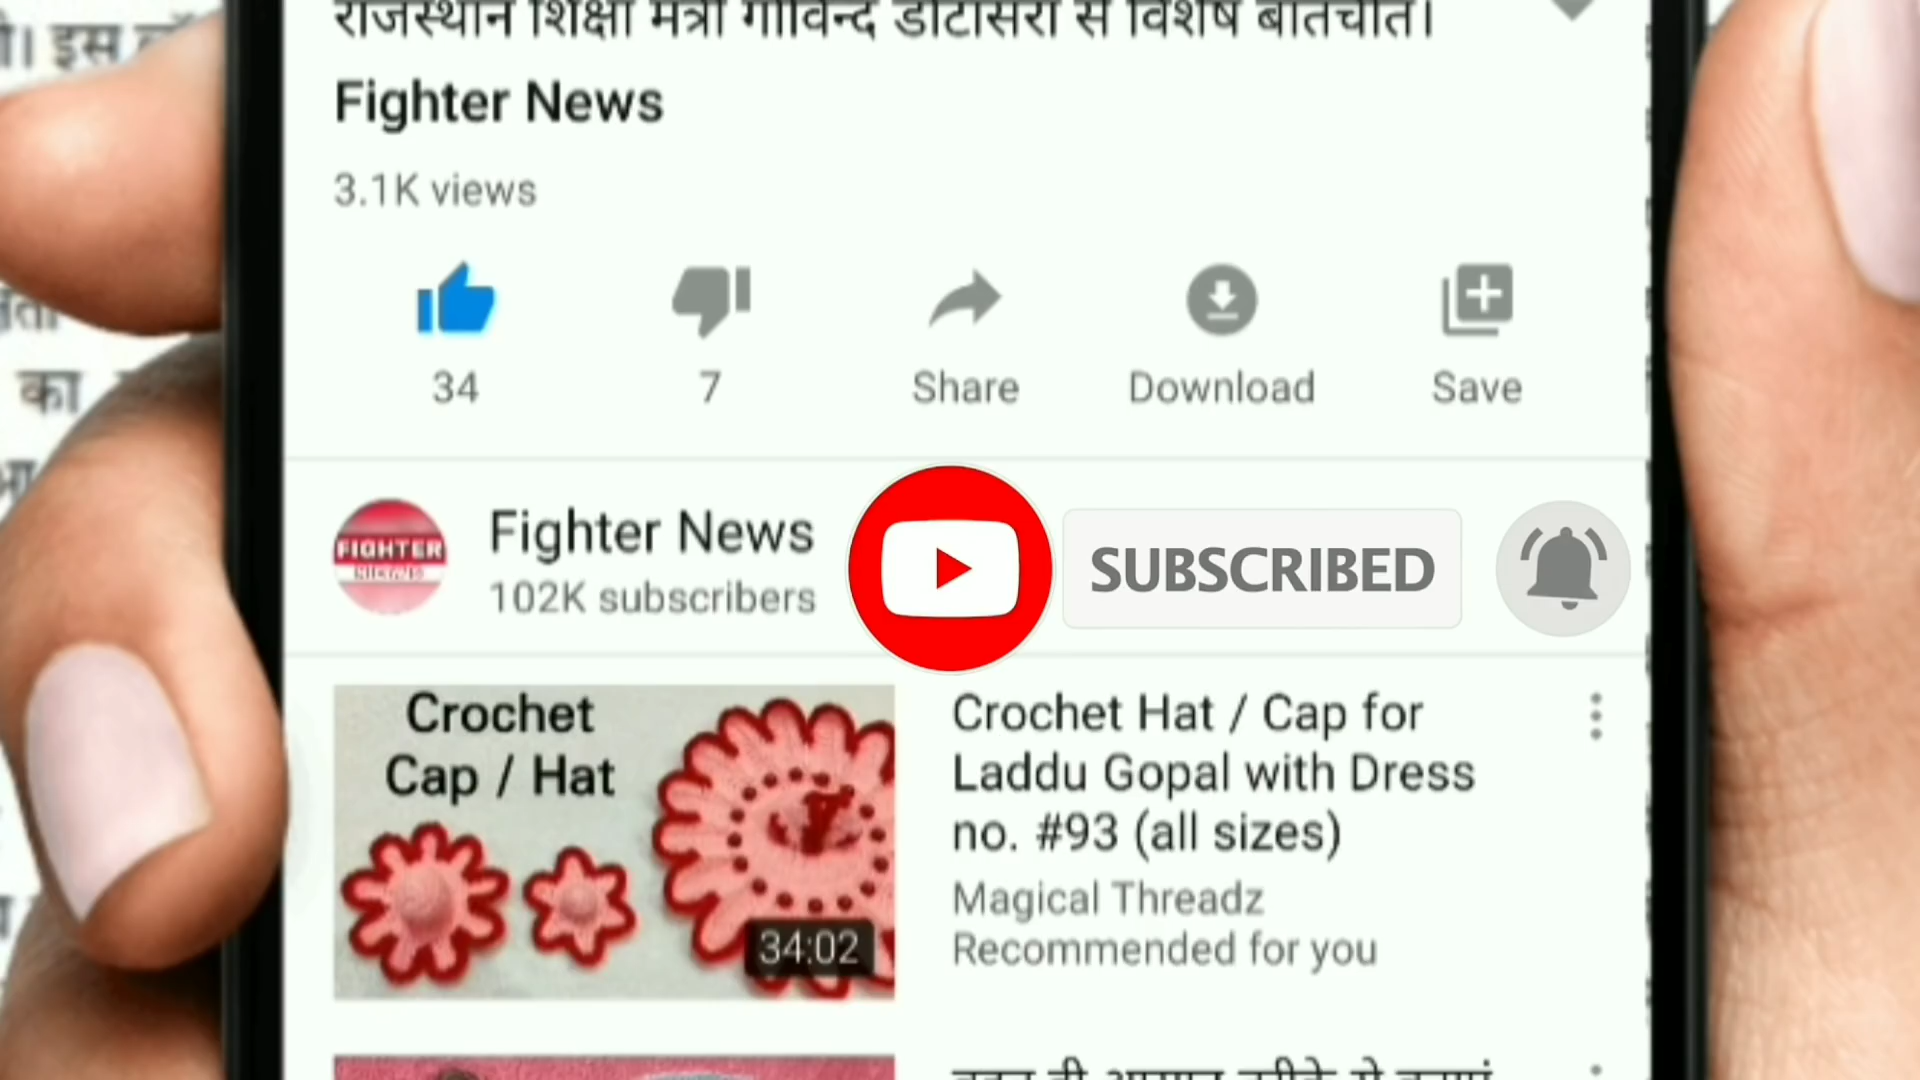 राजस्थान शिक्षा मंत्री गोविन्द डोटासरा से विशेष बातचीत।
Fighter News
3.1K views
34
7
Share
Download
Save
FIGHTER
Fighter News
102K subscribers
SUBSCRIBED
Crochet
Cap / Hat
34:02
Crochet Hat / Cap for
Laddu Gopal with Dress
no. #93 (all sizes)
Magical Threadz
Recommended for you
इस
का